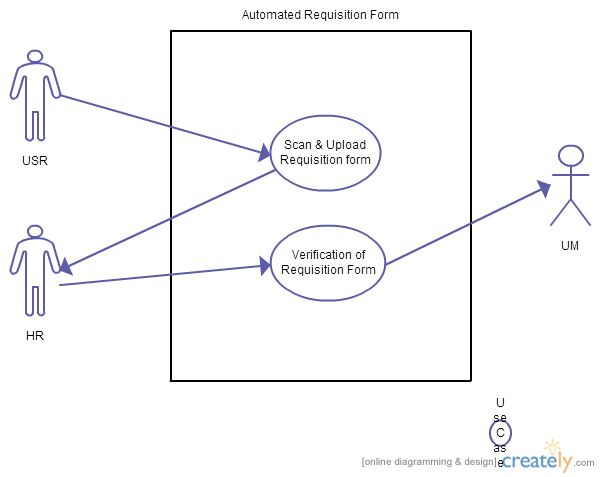 Automated Requisition Form
USR
Scan & Upload
Requisition form
UM
Verification of
Requisition Form
HR
U
se
C
as
e
[online diagramming & design]
creately.com